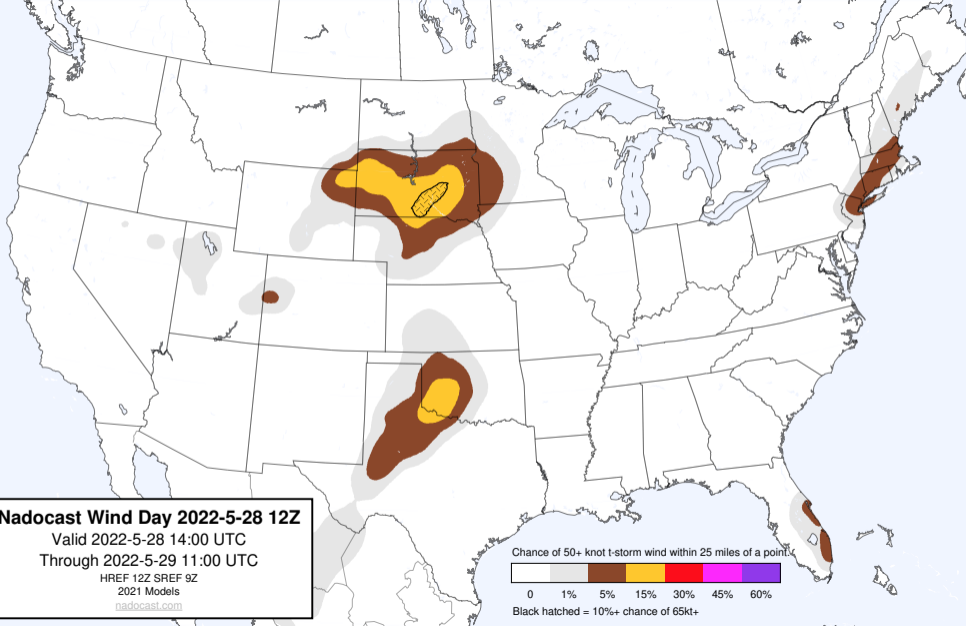 Nadocast Wind Day 2022-5-28 12Z
Valid 2022-5-28 14:00 UTC
Through 2022-5-29 11:00 UTC
HREF 12Z SREF 9Z
2021 Models
nadocast.com
Chance of 50+ knot t-storm wind within 25 miles of a point.
0 1% 5% 15% 30% 45% 60%
Black hatched = 10%+ chance of 65kt+